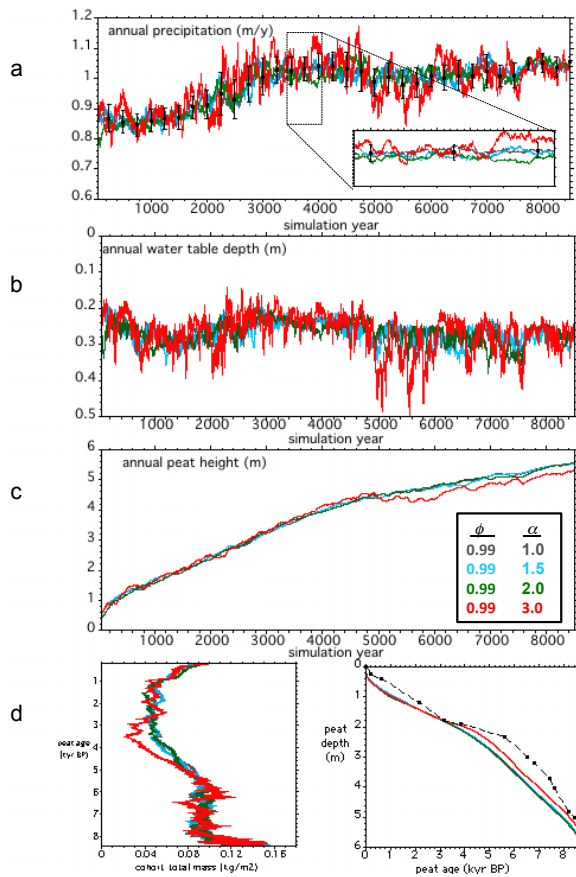 a
annual precipitation (m/y)
1.2
1.1
1.0
0.9
0.8
0.7
0.6
1000 2000 3000 4000 5000 6000 7000 8000
simulation year
b
annual water table depth (m)
0
0.1
0.2
0.3
0.4
0.5
1000 2000 3000 4000 5000 6000 7000 8000
simulation year
c
annual peat height (m)
6
5
4
3
2
1
0
1000 2000 3000 4000 5000 6000 7000 8000
simulation year
ϕ α
0.99 1.0
0.99 1.5
0.99 2.0
0.99 3.0
d
peat age
(kyr BP)
1
2
3
4
5
6
7
8
0 0.04 0.08 0.12 0.16
cohort total mass (kg/m2)
peat
depth
(m)
0
1
2
3
4
5
6
0 1 2 3 4 5 6 7 8
peat age (kyr BP)